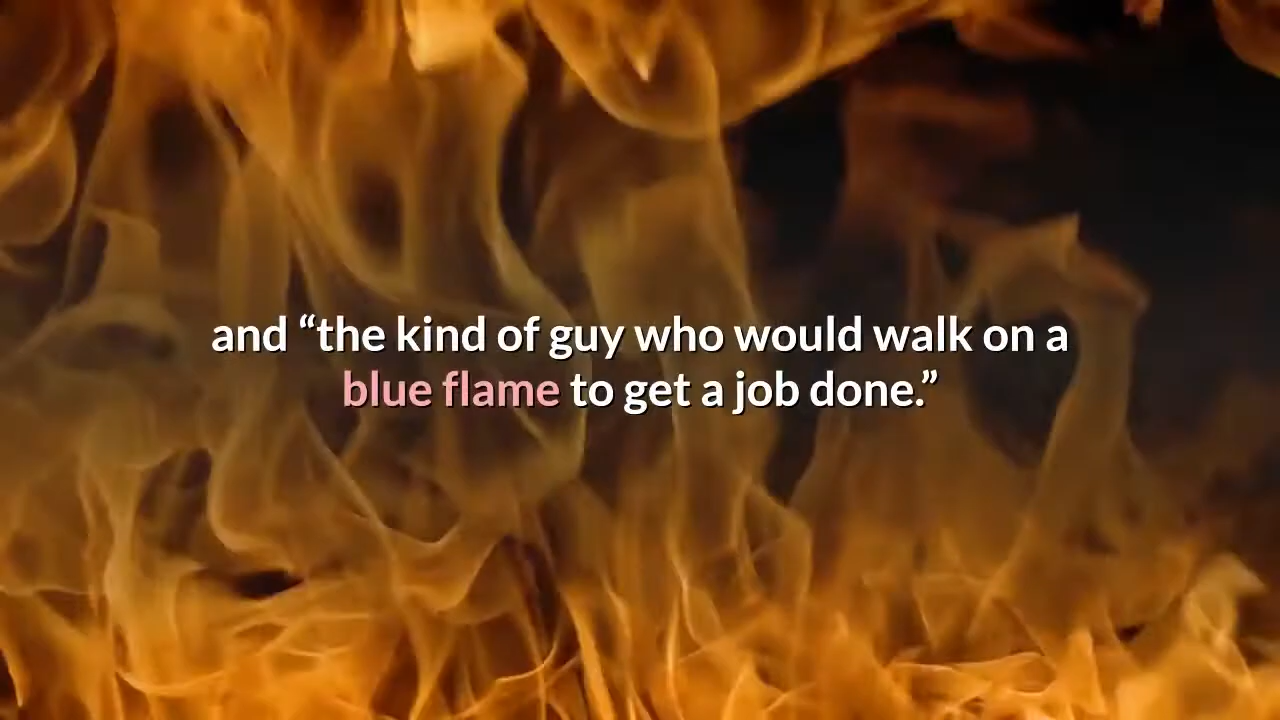 and “the kind of guy who would walk on a
blue flame to get a job done.”